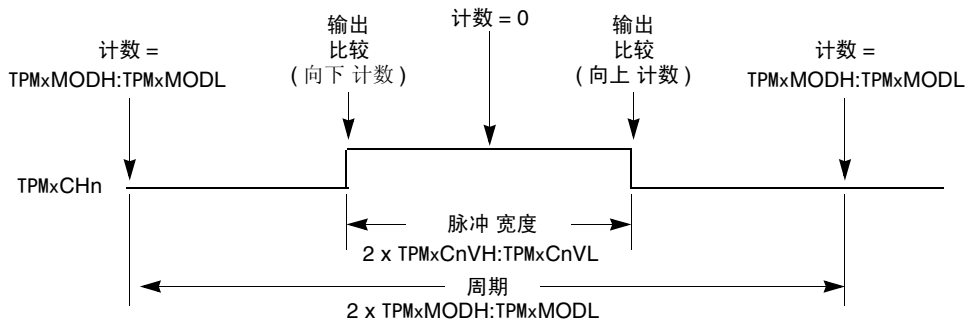 计数 =
TPMxMODH:TPMxMODL
输出
比较
( 向下 计数 )
计数 = 0
输出
比较
( 向上 计数 )
计数 =
TPMxMODH:TPMxMODL
TPMxCHn
脉冲 宽度
2 x TPMxCnVH:TPMxCnVL
周期
2 x TPMxMODH:TPMxMODL